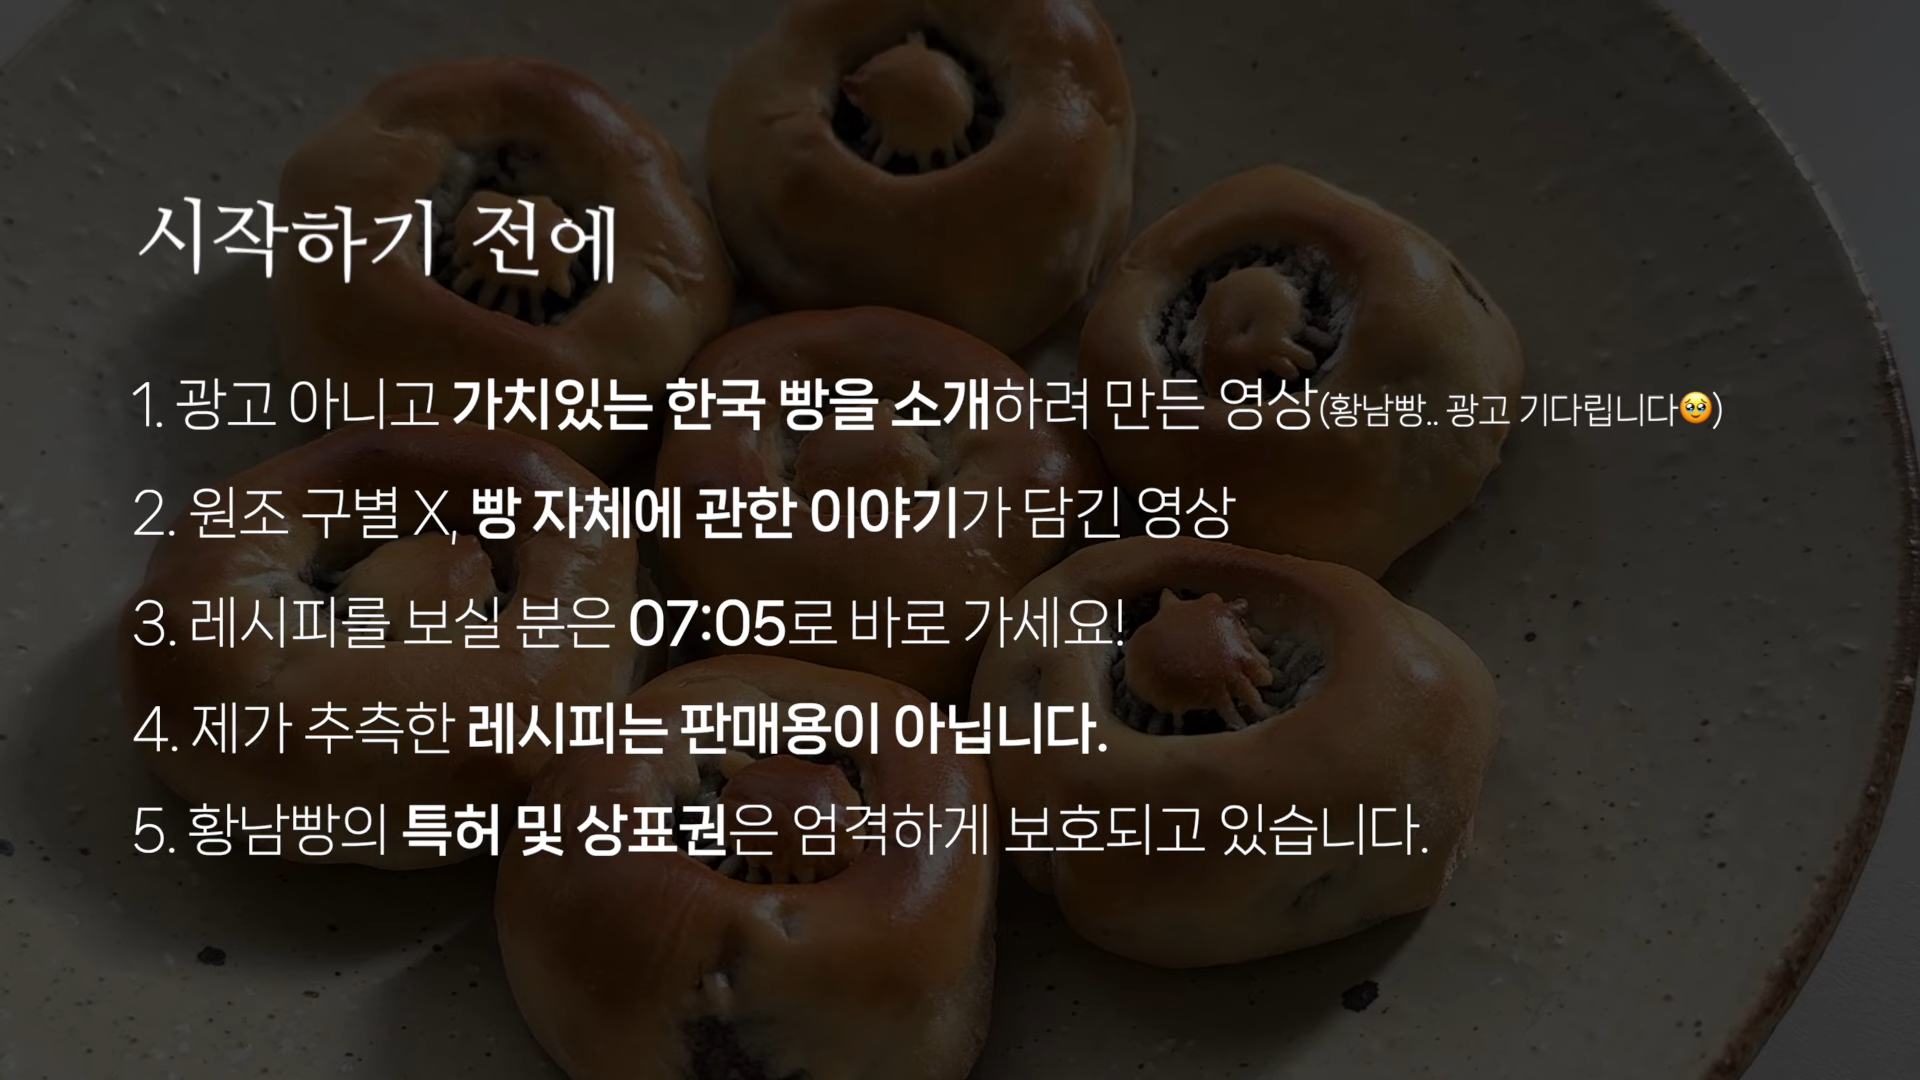 시작하기 전에
1. 광고 아니고 가치있는 한국 빵을 소개하려 만든 영상(황남빵.. 광고 기다립니다🥹)
2. 원조 구별 X, 빵 자체에 관한 이야기가 담긴 영상
3. 레시피를 보실 분은 07:05로 바로 가세요!
4. 제가 추측한 레시피는 판매용이 아닙니다.
5. 황남빵의 특허 및 상표권은 엄격하게 보호되고 있습니다.